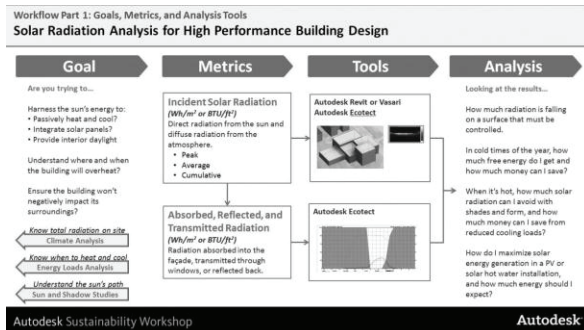 Workflow Part 1: Goals, Metrics, and Analysis Tools
Solar Radiation Analysis for High Performance Building Design
Goal
Are you trying to...
Harness the sun's energy to:
• Passively heat and cool?
• Integrate solar panels?
• Provide interior daylight
Understand where and when
the building will overheat?
Ensure the building won't
negatively impact its
surroundings?
Know total radiation on site
Climate Analysis
Know when to heat and cool
Energy Loads Analysis
Understand the sun's path
Sun and Shadow Studies
Metrics
Incident Solar Radiation
(Wh/m² or BTU/ft²)
Direct radiation from the sun and
diffuse radiation from the
atmosphere.
• Peak
• Average
• Cumulative
Absorbed, Reflected, and
Transmitted Radiation
(Wh/m² or BTU/ft²)
Radiation absorbed into the
façade, transmitted through
windows, or reflected back.
Tools
Autodesk Revit or Vasari
Autodesk Ecotect
Autodesk Ecotect
Analysis
Looking at the results...
How much radiation is falling
on a surface that must be
controlled.
In cold times of the year, how
much free energy do I get and
how much money can I save?
When it's hot, how much solar
radiation can I avoid with
shades and form, and how
much money can I save from
reduced cooling loads?
How do I maximize solar
energy generation in a PV or
solar hot water installation,
and how much energy should I
expect?
Autodesk Sustainability Workshop
Autodesk